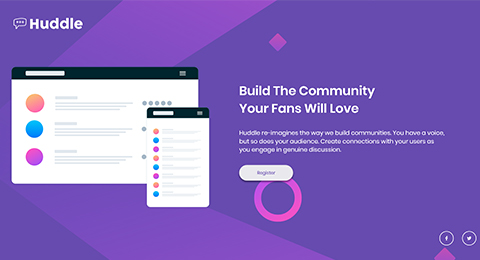 Huddle
Build The Community
Your Fans Will Love
Huddle re-imagines the way we build communities. You have a voice,
but so does your audience. Create connections with your users as
you engage in genuine discussion.
Register